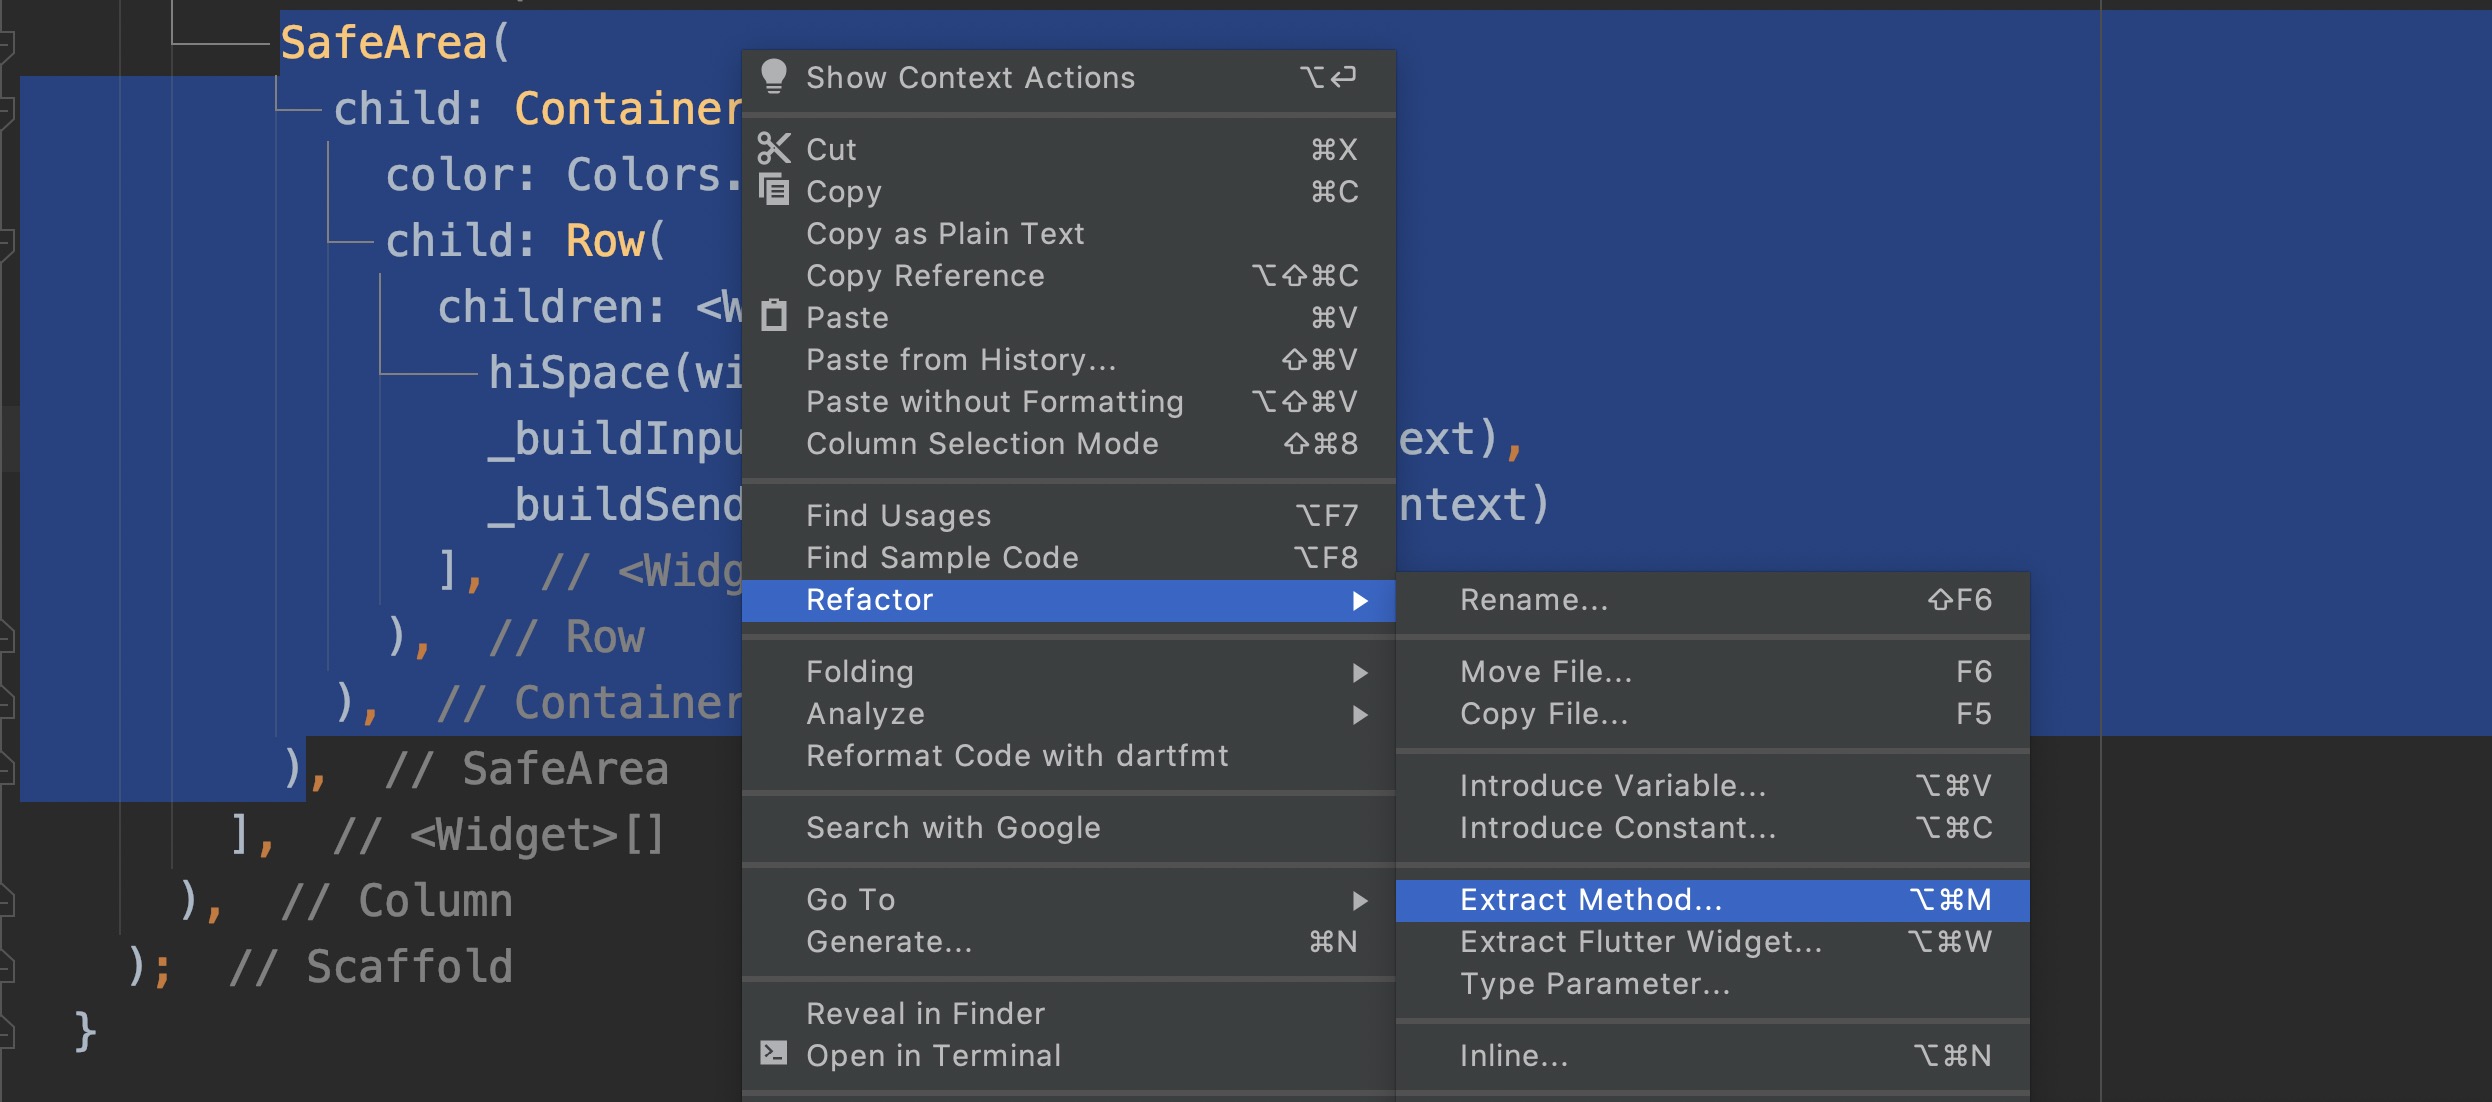 SafeArea(
child: Container
color: Colors.
child: Row(
children: <W
hiSpace(wi
_buildInpu
ext),
_buildSend
ntext)
], // <Widg
), // Row
), // Container
), // SafeArea
], // <Widget>[]
), // Column
); // Scaffold
}
Show Context Actions ⌥⏎
Cut ⌘X
Copy ⌘C
Copy as Plain Text
Copy Reference ⌥⇧⌘C
Paste ⌘V
Paste from History... ⇧⌘V
Paste without Formatting ⌥⇧⌘V
Column Selection Mode ⇧⌘8
Find Usages ⌥F7
Find Sample Code ⌥F8
Refactor ▶
Folding ▶
Analyze ▶
Reformat Code with dartfmt
Search with Google
Go To ▶
Generate... ⌘N
Reveal in Finder
Open in Terminal
Rename... ⇧F6
Move File... F6
Copy File... F5
Introduce Variable... ⌥⌘V
Introduce Constant... ⌥⌘C
Extract Method... ⌥⌘M
Extract Flutter Widget... ⌥⌘W
Type Parameter...
Inline... ⌥⌘N